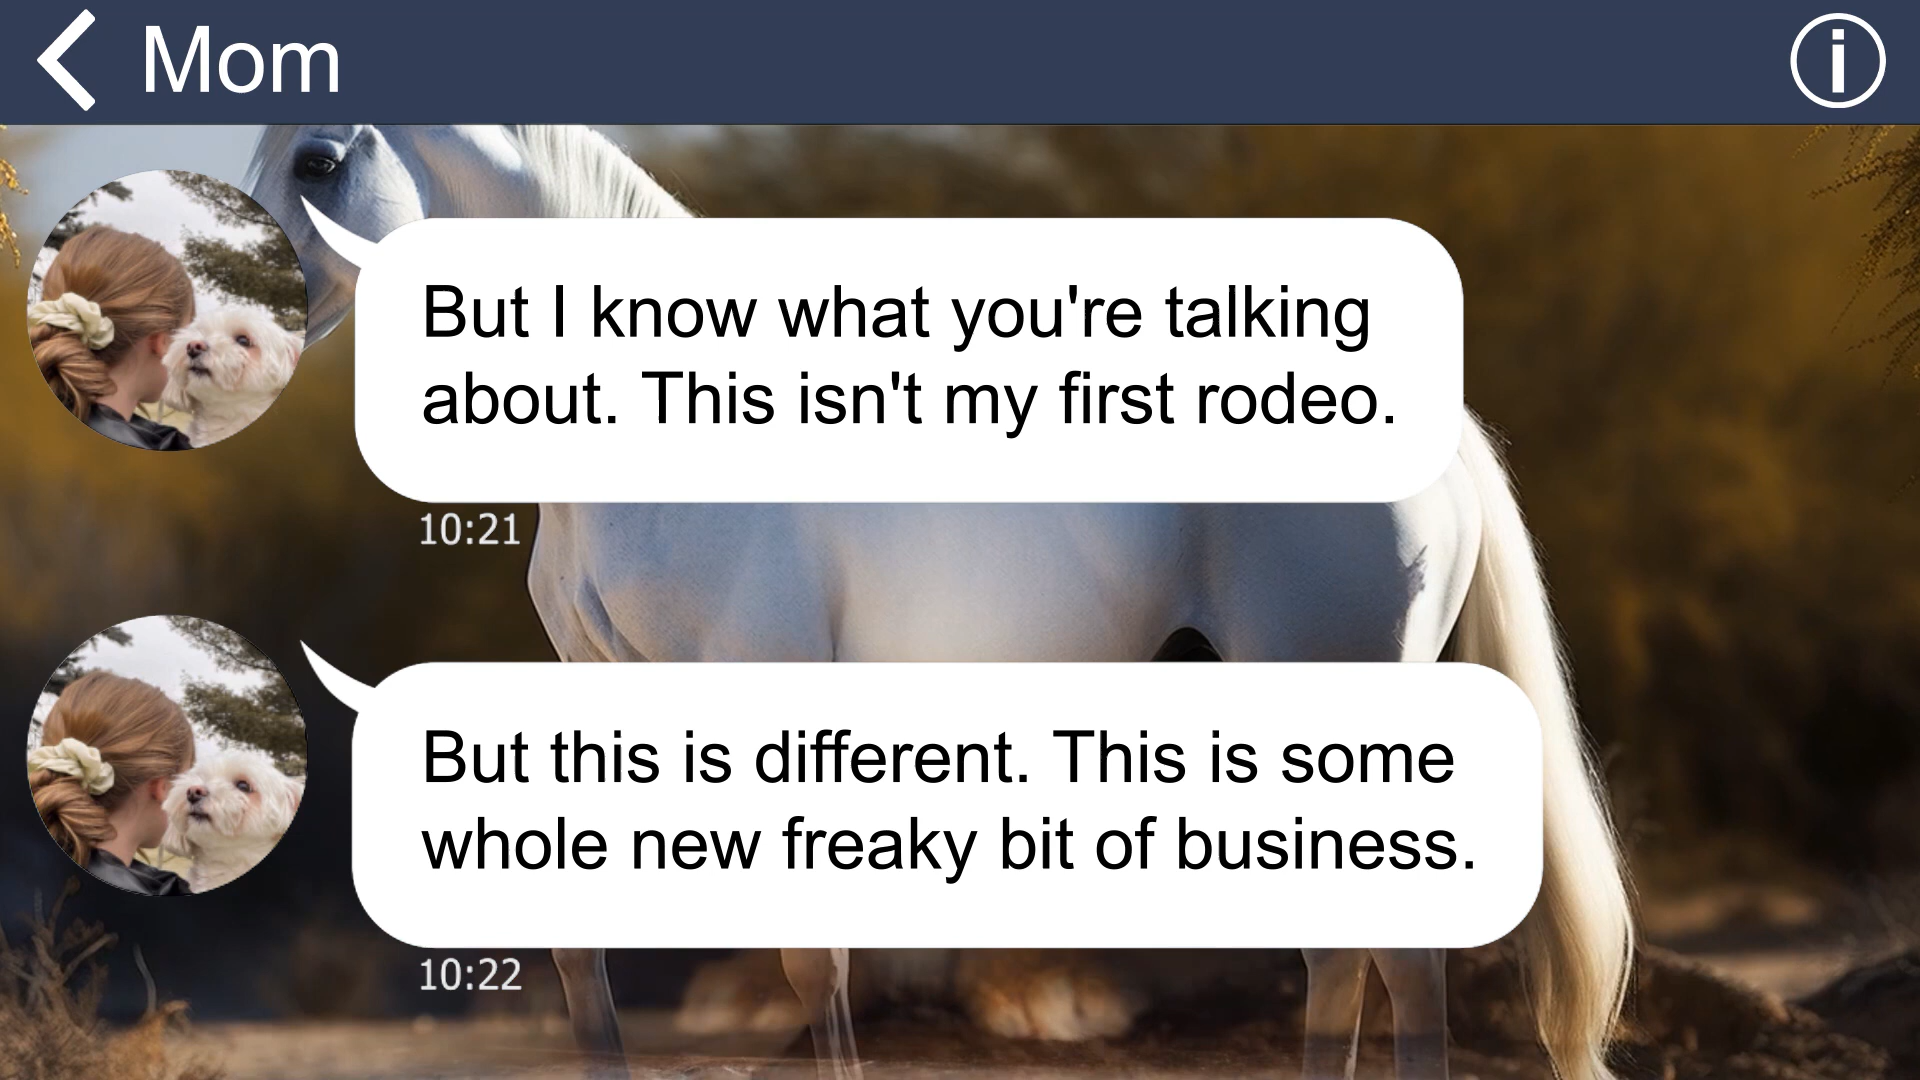 Mom
But I know what you're talking
about. This isn't my first rodeo.
10:21
But this is different. This is some
whole new freaky bit of business.
10:22